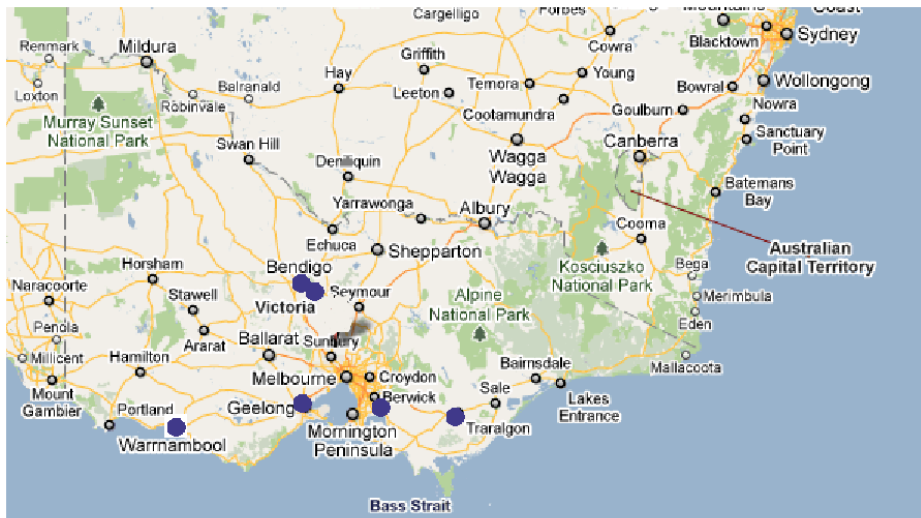 Cargelligo
Forbes
Mountains
Coast
Blacktown
Sydney
Renmark
Mildura
Griffith
Cowra
Hay
Young
Loxton
Robinvale
Balranald
Leeton
Temora
Bowral
Wollongong
Cootamundra
Goulburn
Nowra
Murray Sunset
National Park
Swan Hill
Wagga
Wagga
Canberra
Sanctuary
Point
Deniliquin
Batemans
Bay
Yarrawonga
Albury
Cooma
Echuca
Shepparton
Australian
Capital Territory
Horsham
Bendigo
Kosciuszko
National Park
Bega
Naracoorte
Stawell
Victoria
Seymour
Alpine
National Park
Merimbula
Penola
Ararat
Ballarat
Sunbury
Eden
Millicent
Hamilton
Bairnsdale
Mallacoota
Mount
Gambier
Melbourne
Croydon
Sale
Lakes
Entrance
Portland
Geelong
Berwick
Warrnambool
Mornington
Peninsula
Traralgon
Bass Strait